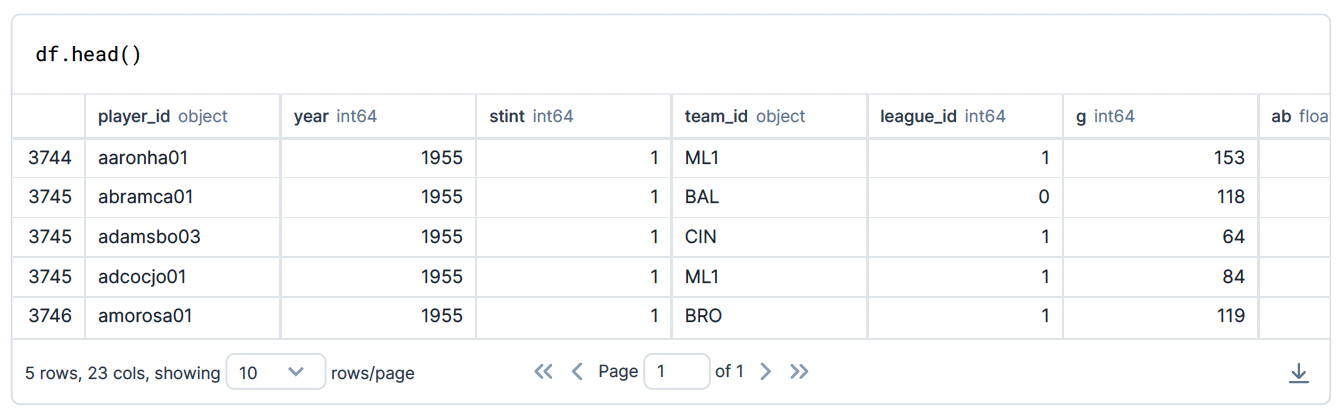 df.head()
player_id object year int64 stint int64 team_id object league_id int64 g int64 ab floa
3744 aaronha01 1955 1 ML1 1 153
3745 abramca01 1955 1 BAL 0 118
3745 adamsbo03 1955 1 CIN 1 64
3745 adcocjo01 1955 1 ML1 1 84
3746 amorosa01 1955 1 BRO 1 119
5 rows, 23 cols, showing 10 rows/page Page 1 of 1